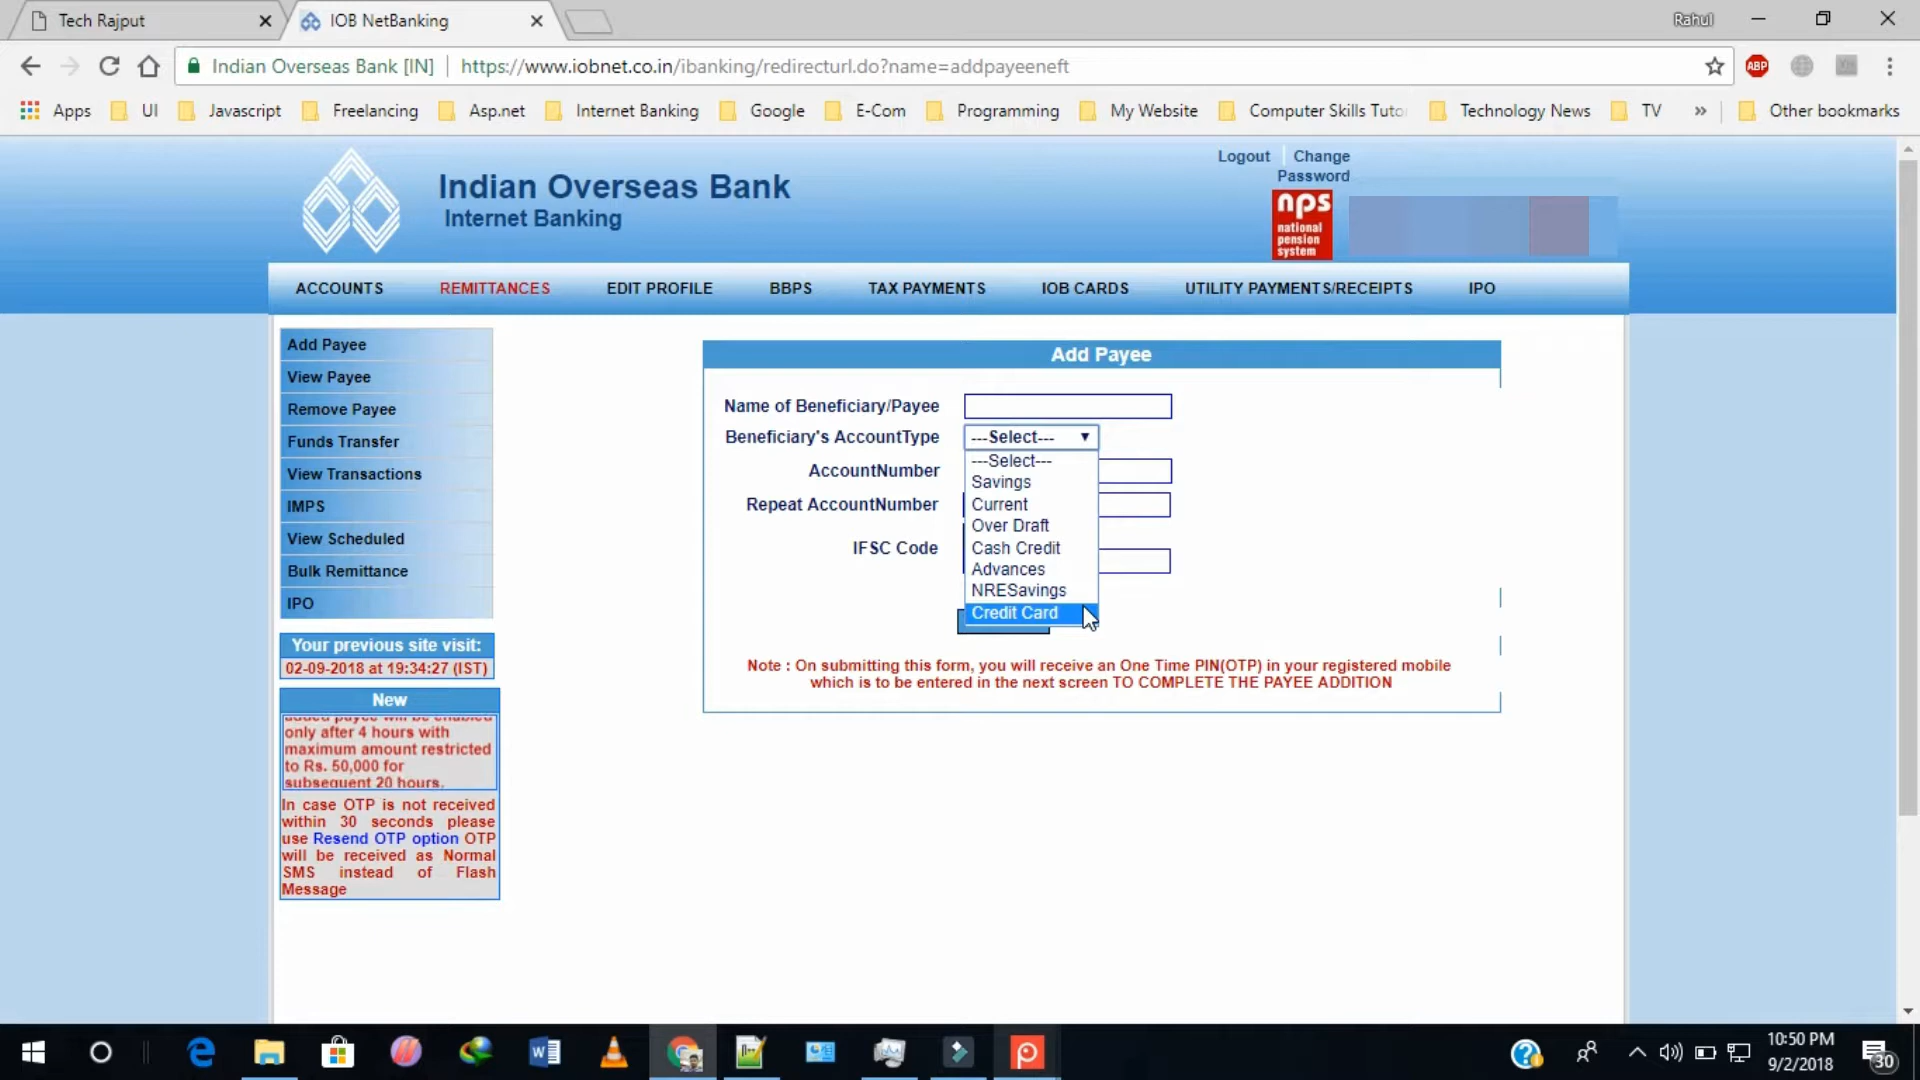 Tech Rajput
IOB NetBanking
Rahul
Indian Overseas Bank [IN]
https://www.iobnet.co.in/ibanking/redirecturl.do?name=addpayeeneft
ABP
Apps
UI
Javascript
Freelancing
Asp.net
Internet Banking
Google
E-Com
Programming
My Website
Computer Skills Tuto
Technology News
TV
»
Other bookmarks
Indian Overseas Bank
Internet Banking
Logout
Change
Password
nps
national
pension
system
ACCOUNTS
REMITTANCES
EDIT PROFILE
BBPS
TAX PAYMENTS
IOB CARDS
UTILITY PAYMENTS/RECEIPTS
IPO
Add Payee
View Payee
Remove Payee
Funds Transfer
View Transactions
IMPS
View Scheduled
Bulk Remittance
IPO
Your previous site visit:
02-09-2018 at 19:34:27 (IST)
New
added payee will be enabled
only after 4 hours with
maximum amount restricted
to Rs. 50,000 for
subsequent 20 hours.
In case OTP is not received
within 30 seconds please
use Resend OTP option OTP
will be received as Normal
SMS instead of Flash
Message
Add Payee
Name of Beneficiary/Payee
Beneficiary's AccountType
---Select---
---Select---
Savings
Current
Over Draft
Cash Credit
Advances
NRESavings
Credit Card
AccountNumber
Repeat AccountNumber
IFSC Code
Note : On submitting this form, you will receive an One Time PIN(OTP) in your registered mobile
which is to be entered in the next screen TO COMPLETE THE PAYEE ADDITION
10:50 PM
9/2/2018
30